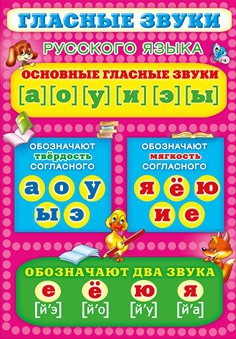 ГЛАСНЫЕ ЗВУКИ
РУССКОГО ЯЗЫКА
ОСНОВНЫЕ ГЛАСНЫЕ ЗВУКИ
[а] [о] [у] [и] [э] [ы]
ОБОЗНАЧАЮТ
твёрдость
СОГЛАСНОГО
а о у
ы э
ОБОЗНАЧАЮТ
мягкость
СОГЛАСНОГО
я ё ю
и е
ОБОЗНАЧАЮТ ДВА ЗВУКА
е ё ю я
[й'э] [й'о] [й'у] [й'а]